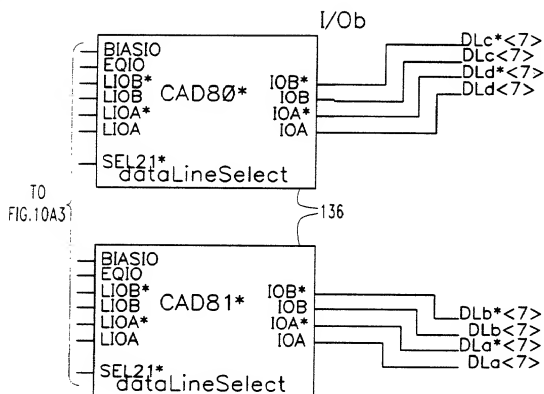 I/Ob
BIASIO
EQIO
LIOB*
LIOB
LIOA*
LIOA
SEL21*
CAD80*
dataLineSelect
IOB*
IOB
IOA*
IOA
DLc*<7>
DLc<7>
DLd*<7>
DLd<7>
TO
FIG.10A3
136
BIASIO
EQIO
LIOB*
LIOB
LIOA*
LIOA
SEL21*
CAD81*
dataLineSelect
IOB*
IOB
IOA*
IOA
DLb*<7>
DLb<7>
DLa*<7>
DLa<7>